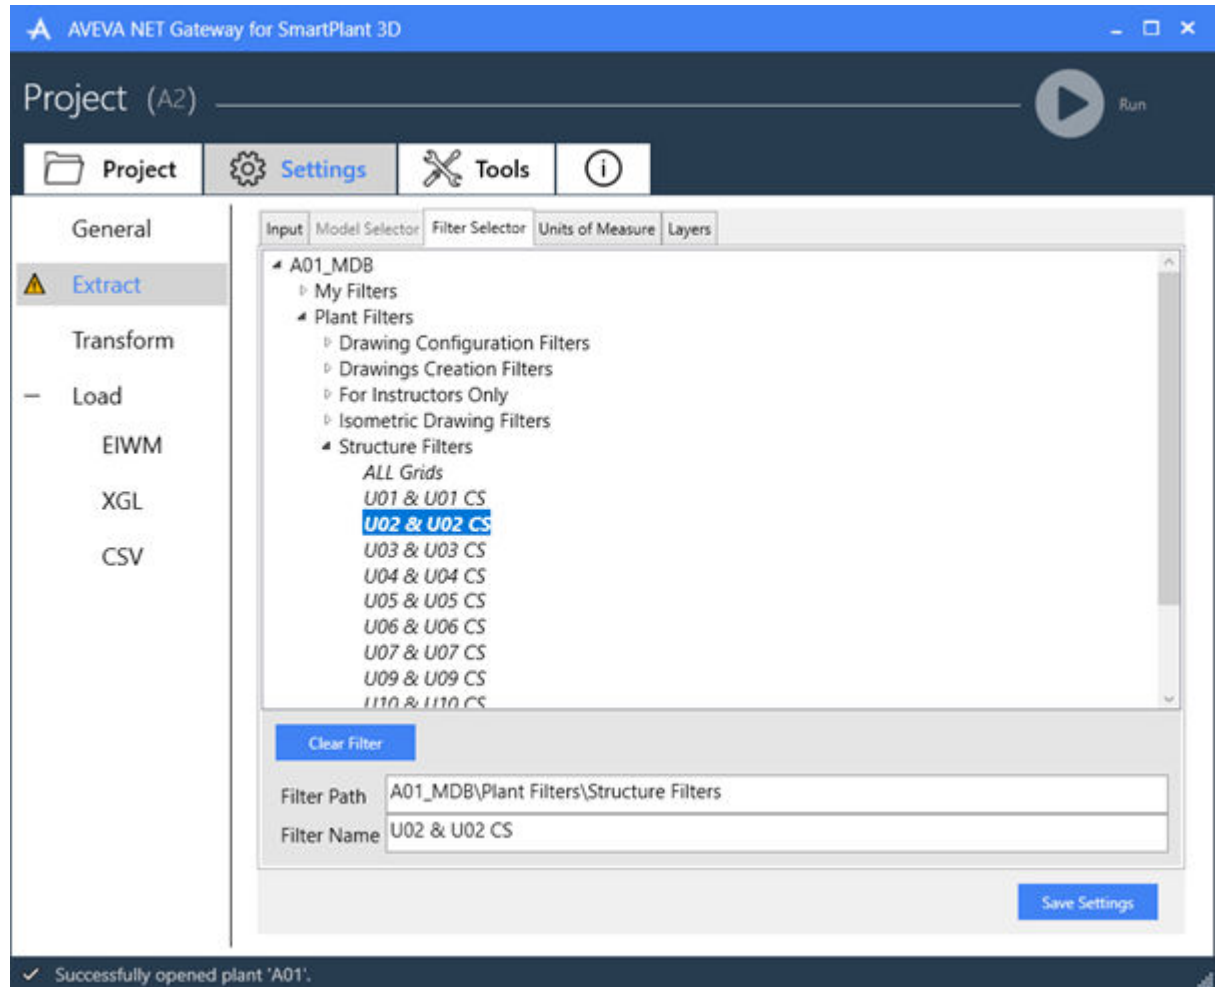 AVEVA NET Gateway for SmartPlant 3D
Project (A2)
Run
Project Settings Tools
General
Extract
Transform
Load
EIWM
XGL
CSV
Input Model Selector Filter Selector Units of Measure Layers
A01_MDB
My Filters
Plant Filters
Drawing Configuration Filters
Drawings Creation Filters
For Instructors Only
Isometric Drawing Filters
Structure Filters
ALL Grids
U01 & U01 CS
U02 & U02 CS
U03 & U03 CS
U04 & U04 CS
U05 & U05 CS
U06 & U06 CS
U07 & U07 CS
U09 & U09 CS
U10 & U10 CS
Clear Filter
Filter Path A01_MDB\Plant Filters\Structure Filters
Filter Name U02 & U02 CS
Save Settings
Successfully opened plant 'A01'.